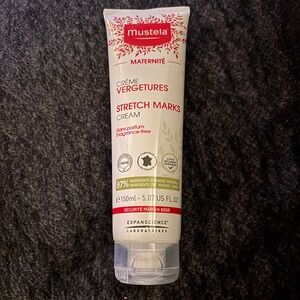 mustela
MATERNITÉ
CRÈME
VERGETURES
STRETCH MARKS
CREAM
Sans parfum
Fragrance-free
97%
150ml - 5.07 US FL.OZ
SÉCURITÉ MAMAN BÉBÉ
EXPANSCIENCE
LABORATOIRES